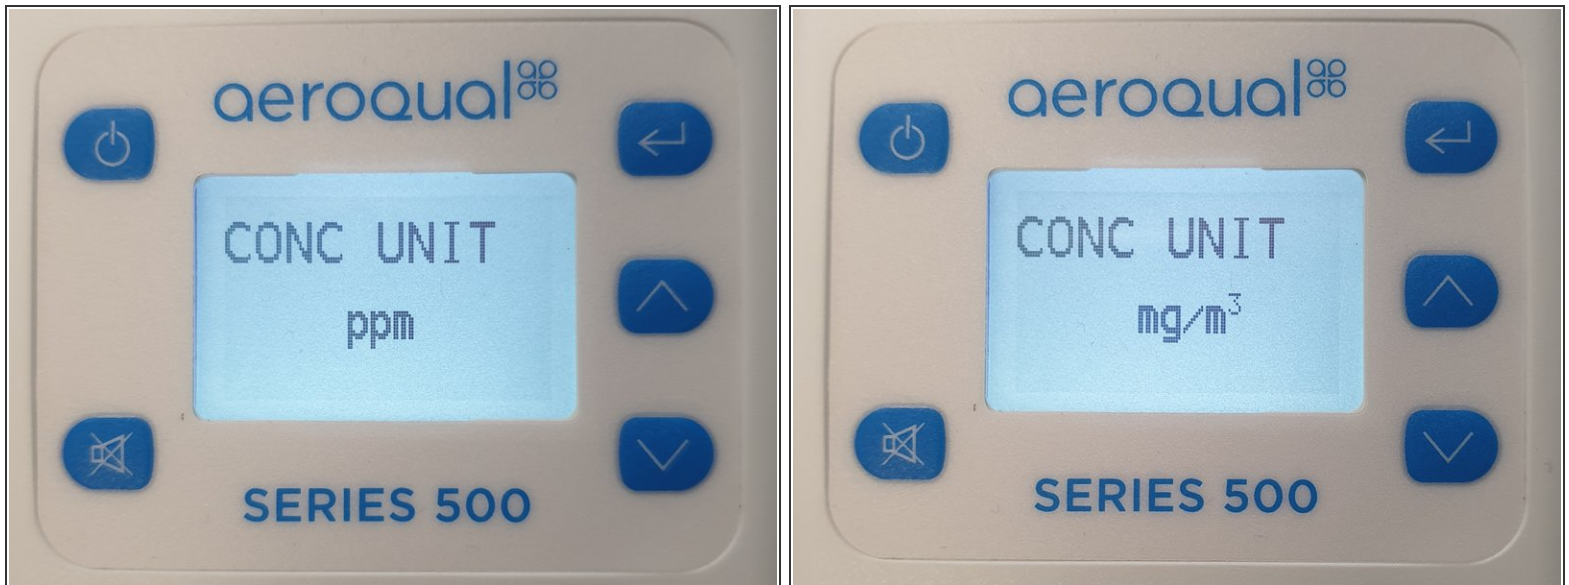 aeroqual
CONC UNIT
ppm
SERIES 500
aeroqual
CONC UNIT
mg/m³
SERIES 500